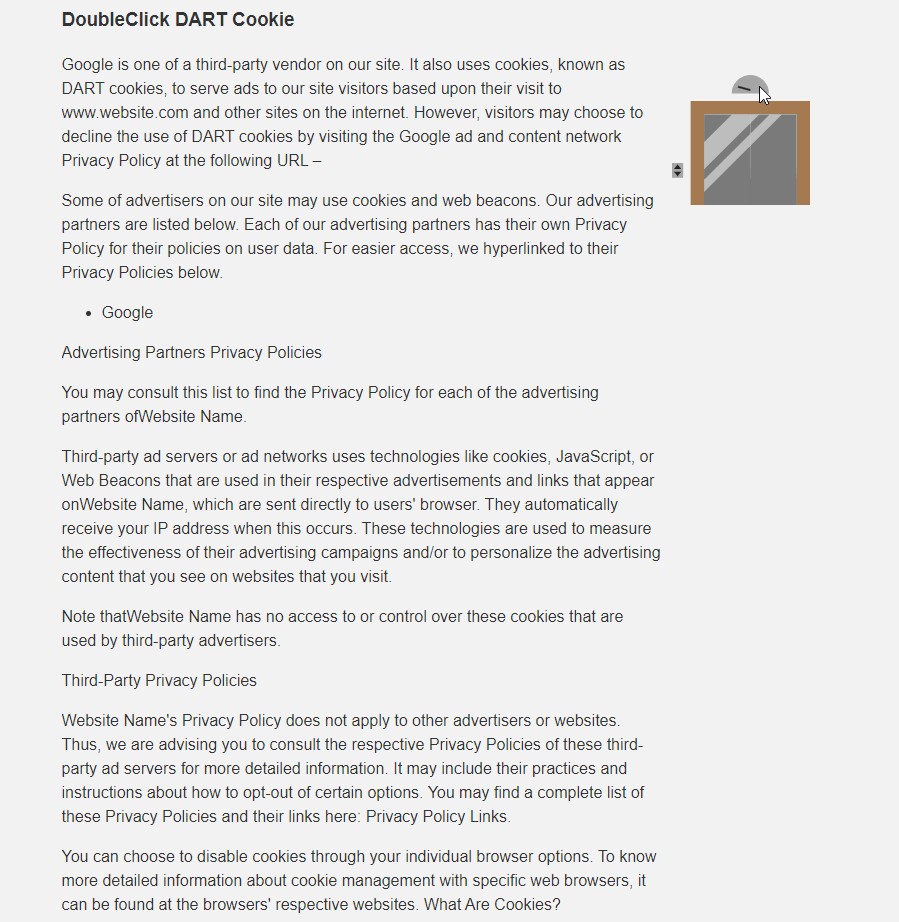 DoubleClick DART Cookie
Google is one of a third-party vendor on our site. It also uses cookies, known as
DART cookies, to serve ads to our site visitors based upon their visit to
www.website.com and other sites on the internet. However, visitors may choose to
decline the use of DART cookies by visiting the Google ad and content network
Privacy Policy at the following URL –
Some of advertisers on our site may use cookies and web beacons. Our advertising
partners are listed below. Each of our advertising partners has their own Privacy
Policy for their policies on user data. For easier access, we hyperlinked to their
Privacy Policies below.
• Google
Advertising Partners Privacy Policies
You may consult this list to find the Privacy Policy for each of the advertising
partners ofWebsite Name.
Third-party ad servers or ad networks uses technologies like cookies, JavaScript, or
Web Beacons that are used in their respective advertisements and links that appear
onWebsite Name, which are sent directly to users' browser. They automatically
receive your IP address when this occurs. These technologies are used to measure
the effectiveness of their advertising campaigns and/or to personalize the advertising
content that you see on websites that you visit.
Note thatWebsite Name has no access to or control over these cookies that are
used by third-party advertisers.
Third-Party Privacy Policies
Website Name's Privacy Policy does not apply to other advertisers or websites.
Thus, we are advising you to consult the respective Privacy Policies of these third-
party ad servers for more detailed information. It may include their practices and
instructions about how to opt-out of certain options. You may find a complete list of
these Privacy Policies and their links here: Privacy Policy Links.
You can choose to disable cookies through your individual browser options. To know
more detailed information about cookie management with specific web browsers, it
can be found at the browsers' respective websites. What Are Cookies?